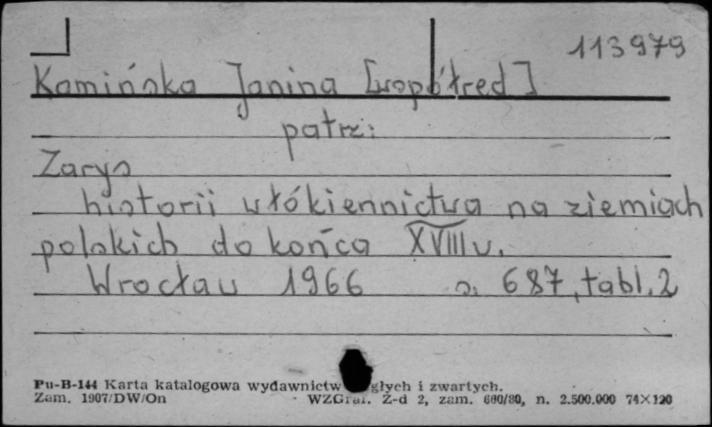 113979
Kamińska Janina [współred]
patrz:
Zarys
historii włókiennictwa na ziemiach
polskich do końca XVIII w.
Wrocław 1966 s. 687, tabl. 2
Pu-B-144 Karta katalogowa wydawnictw głych i zwartych.
Zam. 1907/DW/On WZGraf. Z-d 2, zam. 660/80, n. 2.500.000 74×120